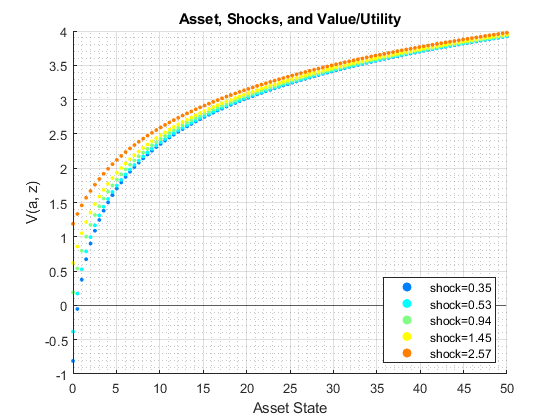 Asset, Shocks, and Value/Utility
V(a, z)
4
3.5
3
2.5
2
1.5
1
0.5
0
-0.5
-1
shock=0.35
shock=0.53
shock=0.94
shock=1.45
shock=2.57
0 5 10 15 20 25 30 35 40 45 50
Asset State